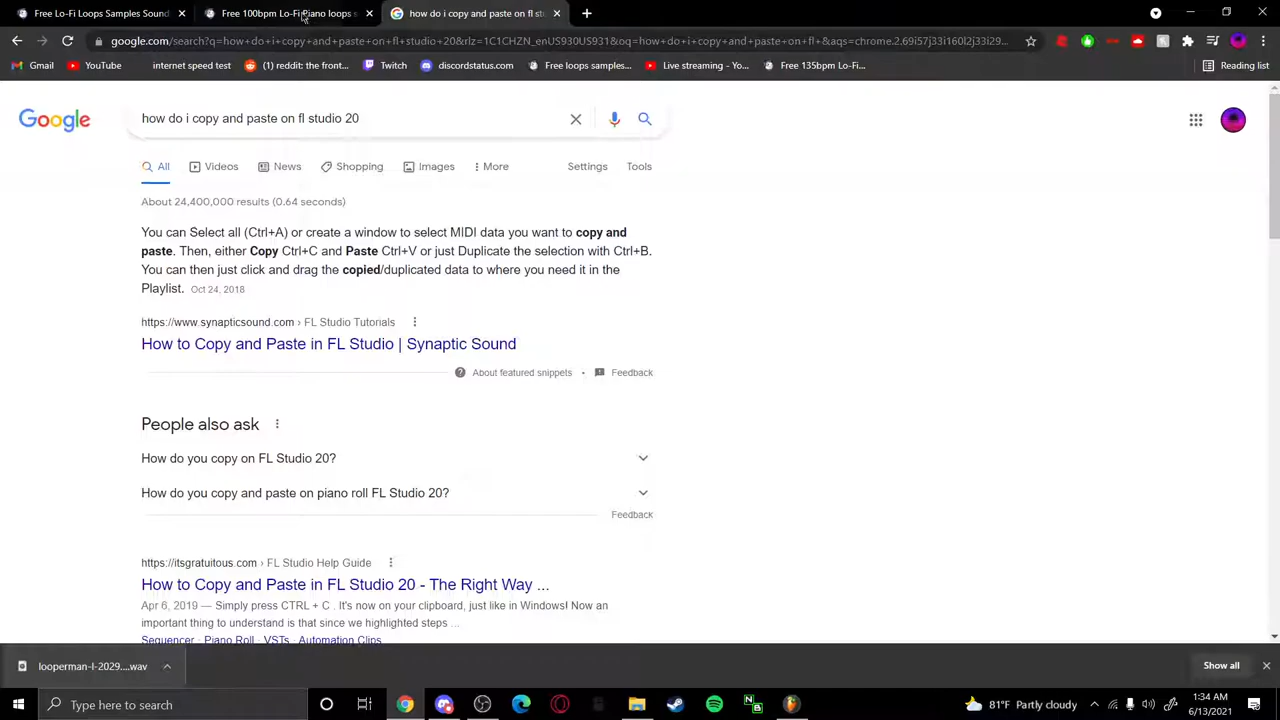 Free Lo-Fi Loops Samples Sound
Free 100bpm Lo-Fi Piano loops s
how do i copy and paste on fl st
google.com/search?q=how+do+i+copy+and+paste+on+fl+studio+20&rlz=1C1CHZN_enUS930US931&oq=how+do+i+copy+and+paste+on+fl+&aqs=chrome.2.69i57j33i160l2j33i29...
Gmail YouTube internet speed test (1) reddit: the front... Twitch discordstatus.com Free loops samples... Live streaming - Yo... Free 135bpm Lo-Fi... Reading list
Google
how do i copy and paste on fl studio 20
All Videos News Shopping Images More Settings Tools
About 24,400,000 results (0.64 seconds)
You can Select all (Ctrl+A) or create a window to select MIDI data you want to copy and
paste. Then, either Copy Ctrl+C and Paste Ctrl+V or just Duplicate the selection with Ctrl+B.
You can then just click and drag the copied/duplicated data to where you need it in the
Playlist. Oct 24, 2018
https://www.synapticsound.com › FL Studio Tutorials
How to Copy and Paste in FL Studio | Synaptic Sound
About featured snippets • Feedback
People also ask
How do you copy on FL Studio 20?
How do you copy and paste on piano roll FL Studio 20?
Feedback
https://itsgratuitous.com › FL Studio Help Guide
How to Copy and Paste in FL Studio 20 - The Right Way ...
Apr 6, 2019 — Simply press CTRL + C . It's now on your clipboard, just like in Windows! Now an
important thing to understand is that since we highlighted steps ...
Sequencer · Piano Roll · VSTs · Automation Clips
looperman-l-2029....wav
Show all
Type here to search
81°F Partly cloudy
1:34 AM
6/13/2021